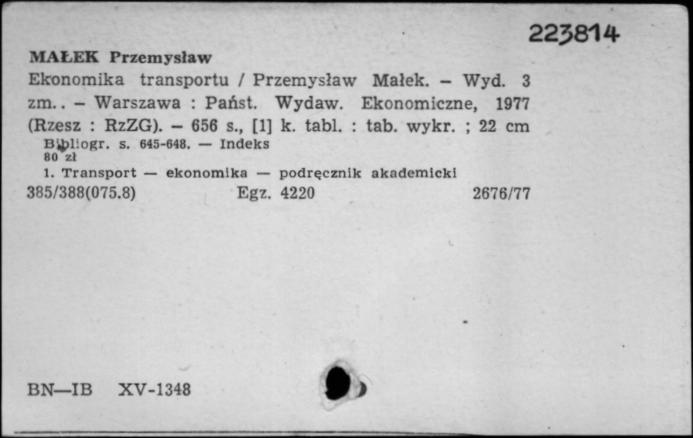 223814
MAŁEK Przemysław
Ekonomika transportu / Przemysław Małek. — Wyd. 3
zm.. — Warszawa : Państ. Wydaw. Ekonomiczne, 1977
(Rzesz : RzZG). — 656 s., [1] k. tabl. : tab. wykr. ; 22 cm
Bibliogr. s. 645-648. — Indeks
80 zł
1. Transport — ekonomika — podręcznik akademicki
385/388(075.8) Egz. 4220 2676/77
BN—IB XV-1348